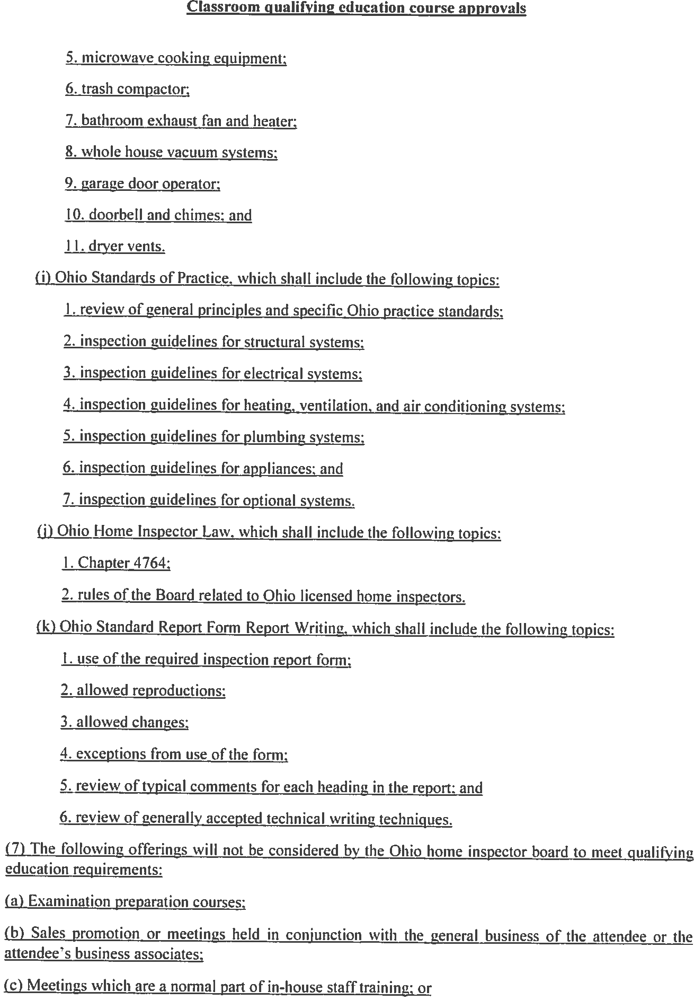 Classroom qualifying education course approvals
5. microwave cooking equipment;
6. trash compactor;
7. bathroom exhaust fan and heater;
8. whole house vacuum systems;
9. garage door operator;
10. doorbell and chimes; and
11. dryer vents.
(i) Ohio Standards of Practice, which shall include the following topics:
1. review of general principles and specific Ohio practice standards;
2. inspection guidelines for structural systems;
3. inspection guidelines for electrical systems;
4. inspection guidelines for heating, ventilation, and air conditioning systems;
5. inspection guidelines for plumbing systems;
6. inspection guidelines for appliances; and
7. inspection guidelines for optional systems.
(j) Ohio Home Inspector Law, which shall include the following topics:
1. Chapter 4764;
2. rules of the Board related to Ohio licensed home inspectors.
(k) Ohio Standard Report Form Report Writing, which shall include the following topics:
1. use of the required inspection report form;
2. allowed reproductions;
3. allowed changes;
4. exceptions from use of the form;
5. review of typical comments for each heading in the report; and
6. review of generally accepted technical writing techniques.
(7) The following offerings will not be considered by the Ohio home inspector board to meet qualifying
education requirements:
(a) Examination preparation courses;
(b) Sales promotion or meetings held in conjunction with the general business of the attendee or the
attendee's business associates;
(c) Meetings which are a normal part of in-house staff training; or